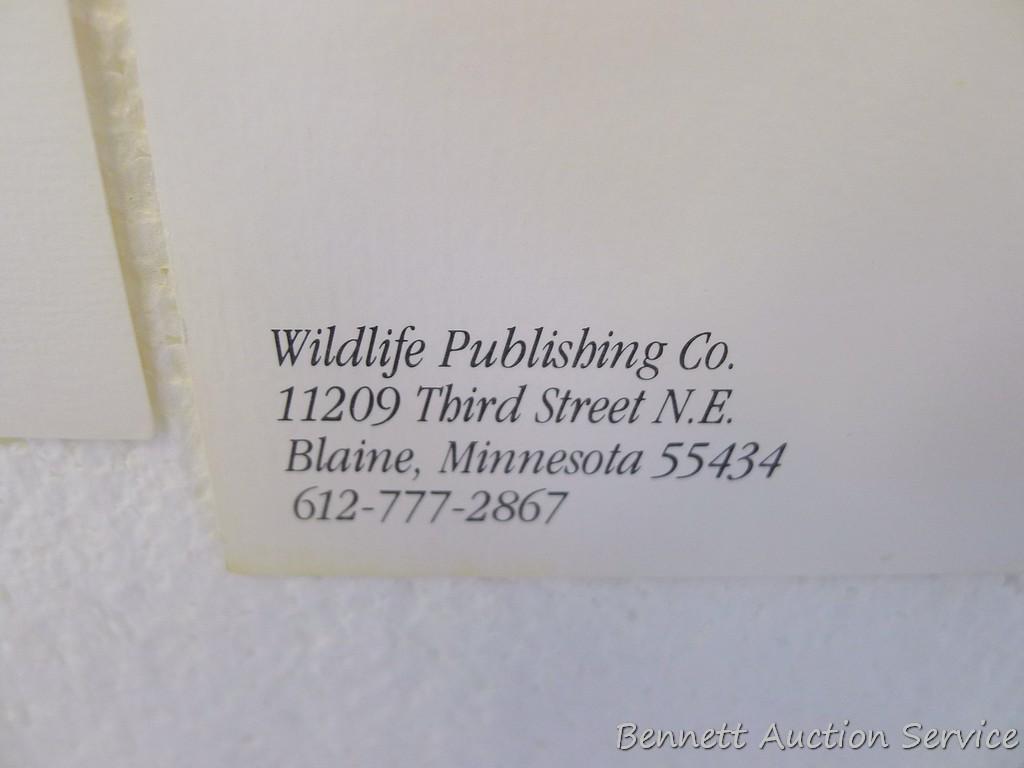 Wildlife Publishing Co.
11209 Third Street N.E.
Blaine, Minnesota 55434
612-777-2867
Bennett Auction Service